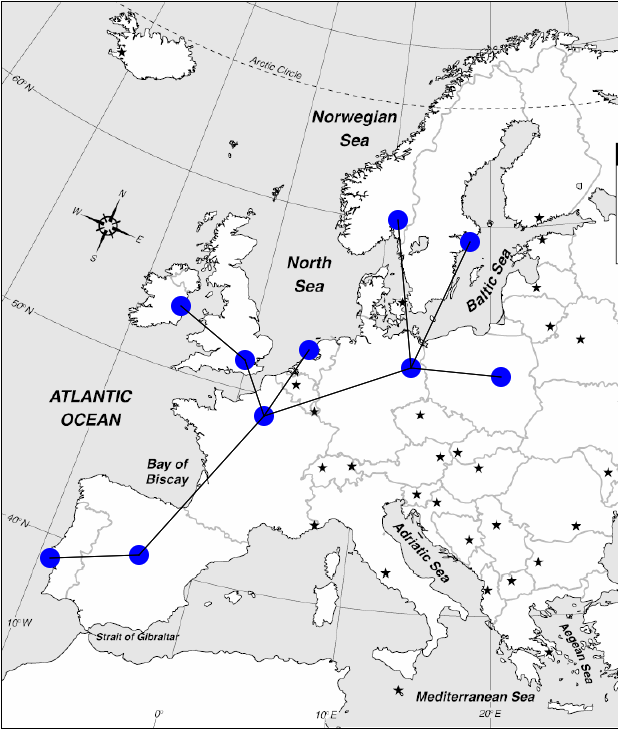 Arctic Circle
60°N
Norwegian
Sea
N
W
E
S
North
Sea
Baltic Sea
50°N
ATLANTIC
OCEAN
Bay of
Biscay
40°N
Adriatic Sea
10°W
Strait of Gibraltar
Aegean Sea
Mediterranean Sea
0°
10°E
20°E